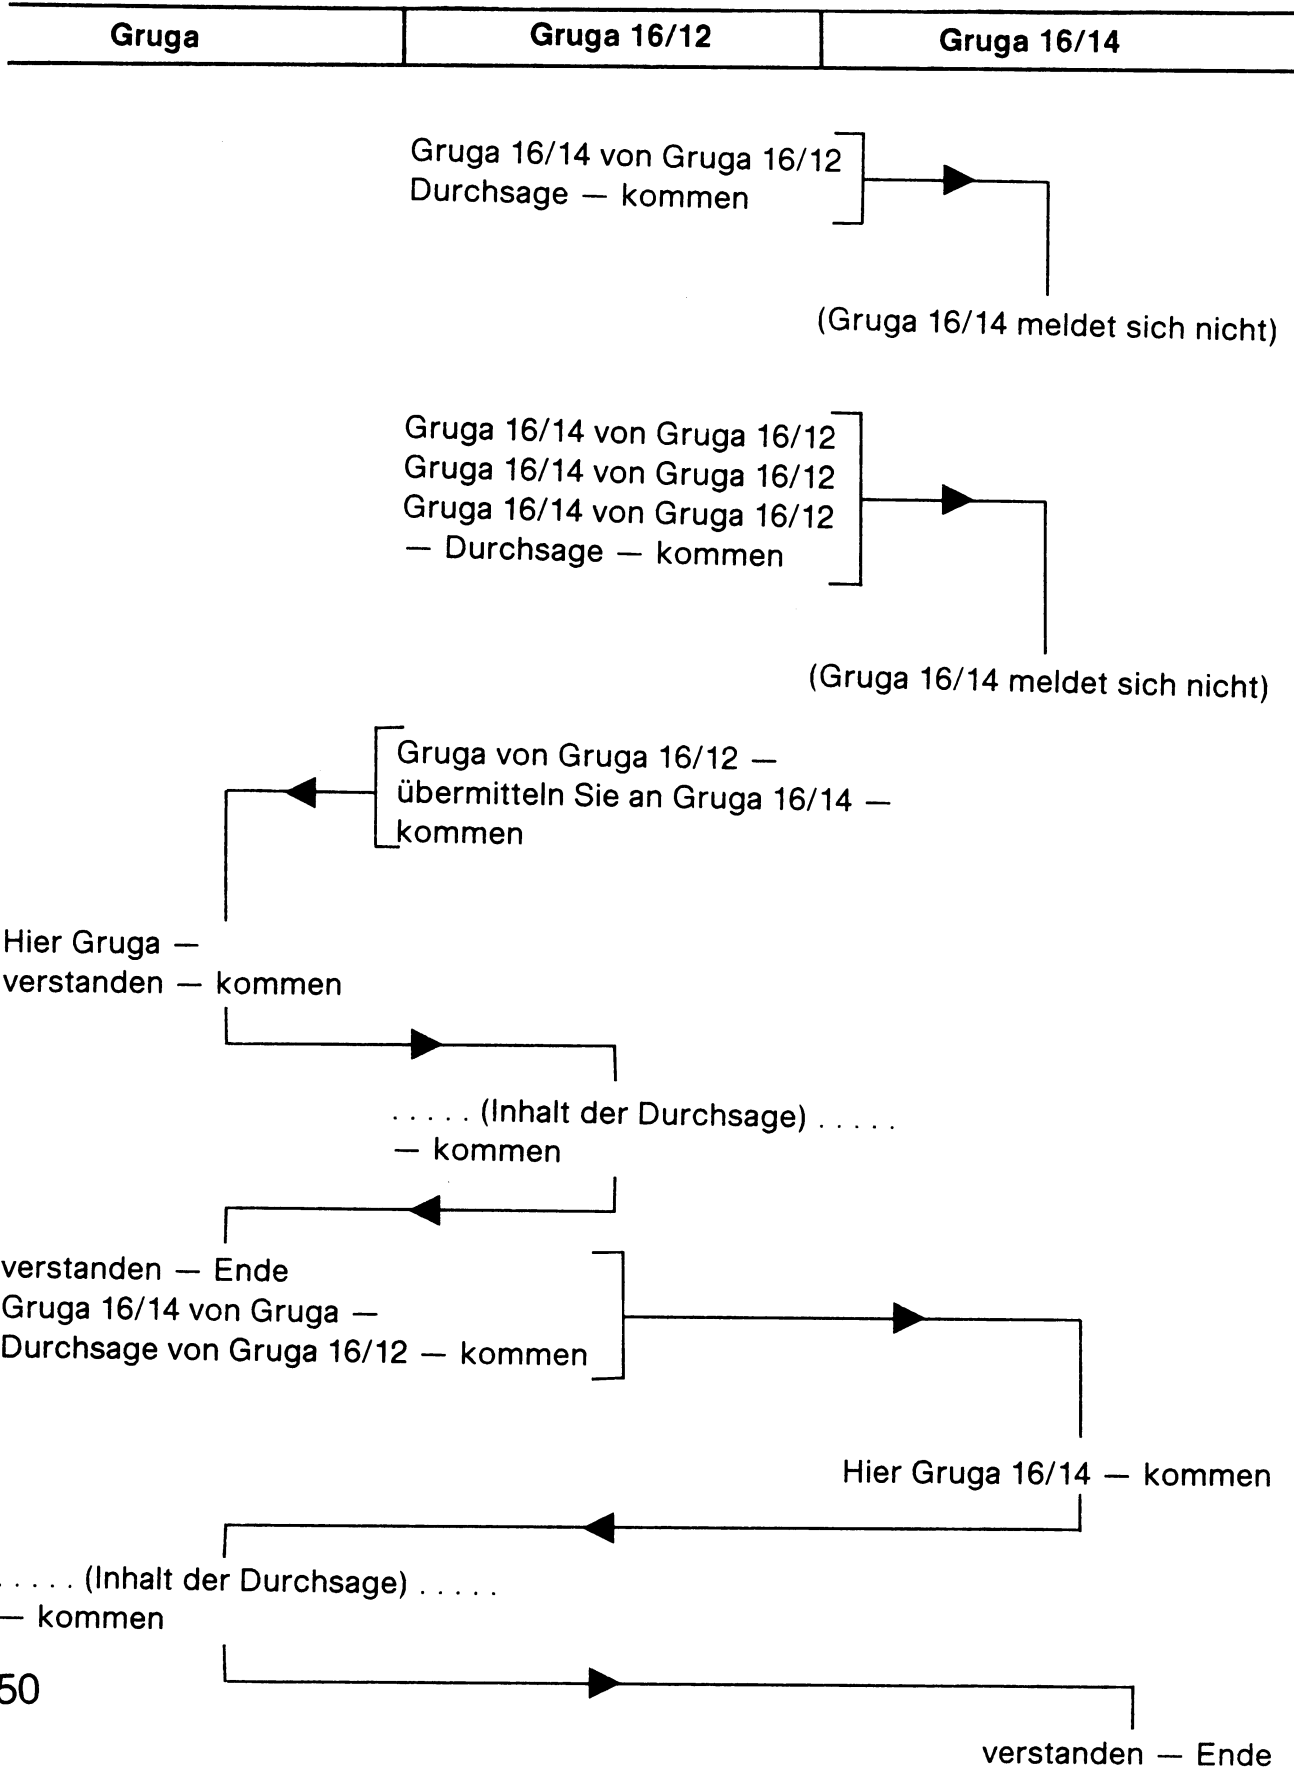 Gruga Gruga 16/12 Gruga 16/14
Gruga 16/14 von Gruga 16/12
Durchsage — kommen
(Gruga 16/14 meldet sich nicht)
Gruga 16/14 von Gruga 16/12
Gruga 16/14 von Gruga 16/12
Gruga 16/14 von Gruga 16/12
— Durchsage — kommen
(Gruga 16/14 meldet sich nicht)
Gruga von Gruga 16/12 —
übermitteln Sie an Gruga 16/14 —
kommen
Hier Gruga —
verstanden — kommen
. . . . . (Inhalt der Durchsage) . . . . .
— kommen
verstanden — Ende
Gruga 16/14 von Gruga —
Durchsage von Gruga 16/12 — kommen
Hier Gruga 16/14 — kommen
. . . . . (Inhalt der Durchsage) . . . . .
— kommen
50
verstanden — Ende